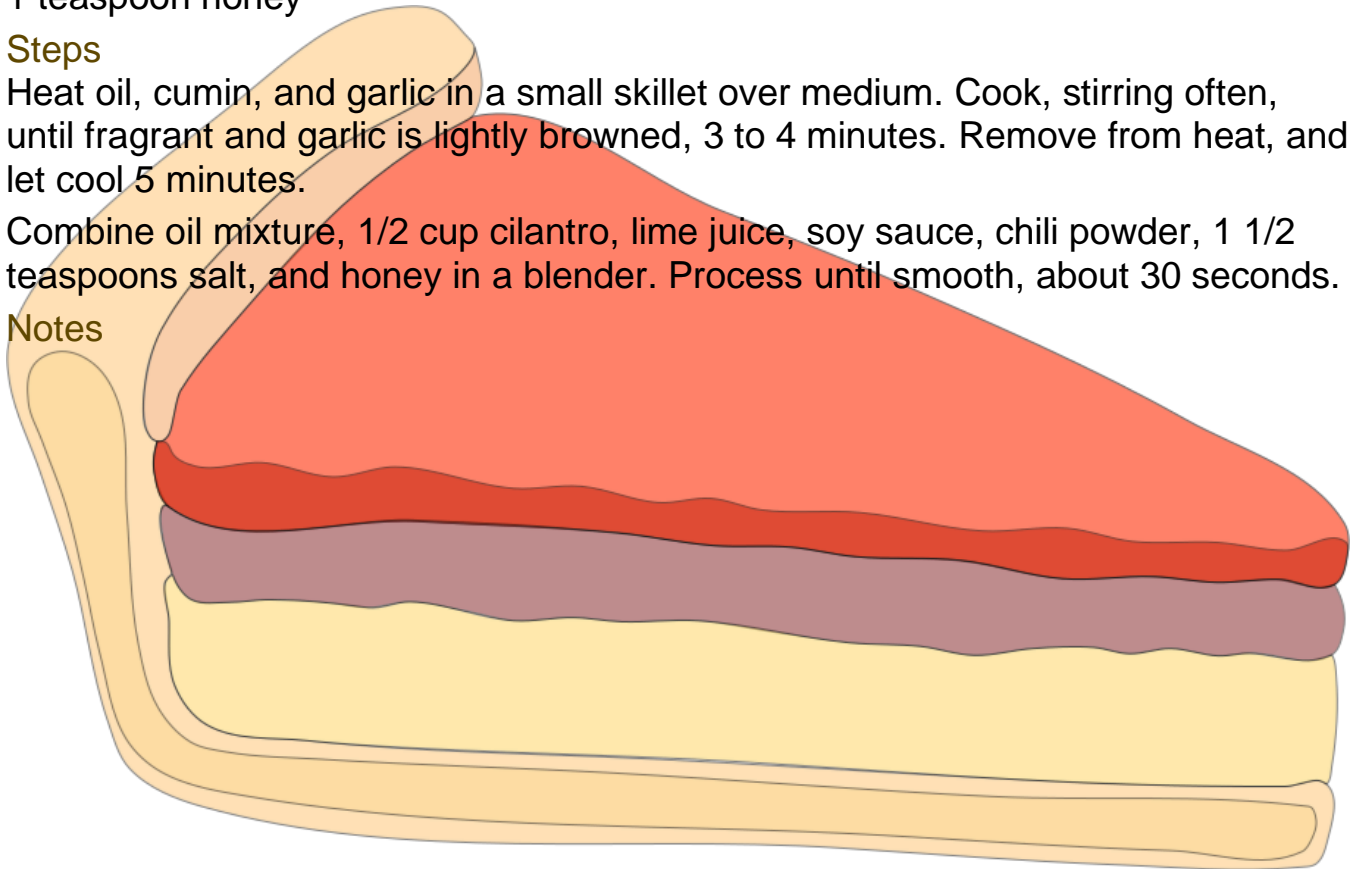 1 teaspoon honey
Steps
Heat oil, cumin, and garlic in a small skillet over medium. Cook, stirring often,
until fragrant and garlic is lightly browned, 3 to 4 minutes. Remove from heat, and
let cool 5 minutes.
Combine oil mixture, 1/2 cup cilantro, lime juice, soy sauce, chili powder, 1 1/2
teaspoons salt, and honey in a blender. Process until smooth, about 30 seconds.
Notes